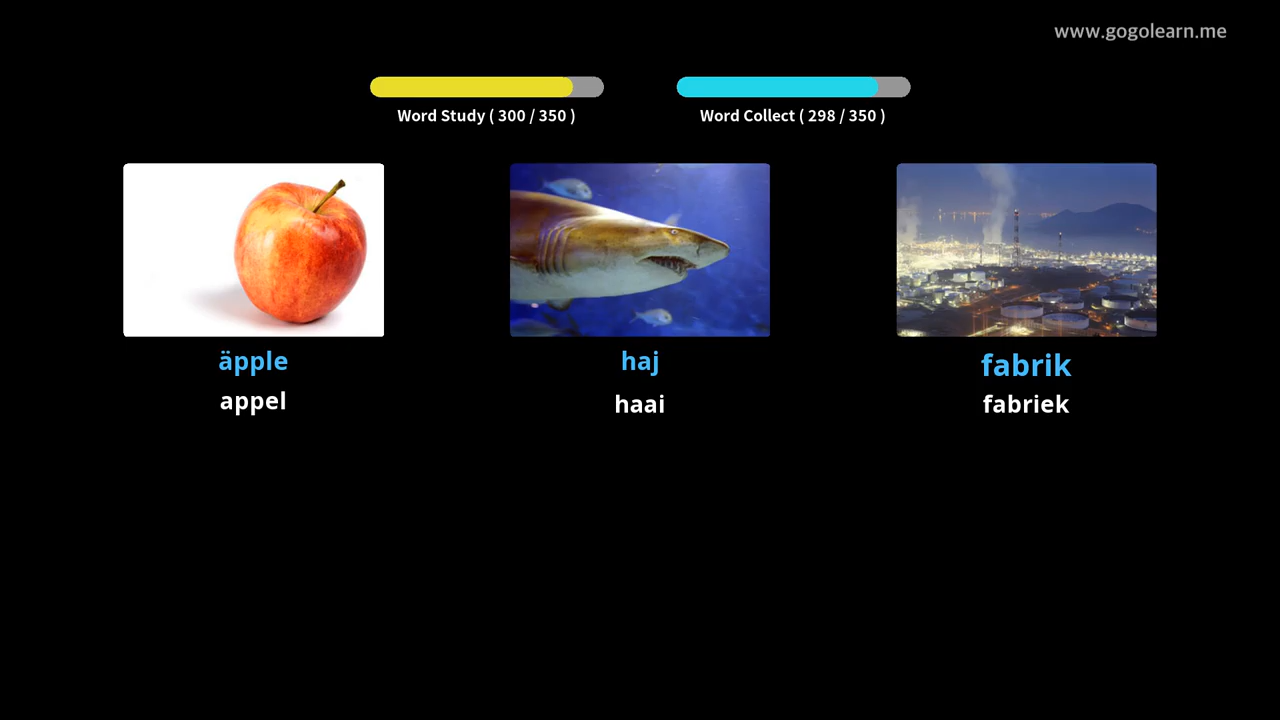 www.gogolearn.me
Word Study ( 300 / 350 )
Word Collect ( 298 / 350 )
äpple
appel
haj
haai
fabrik
fabriek